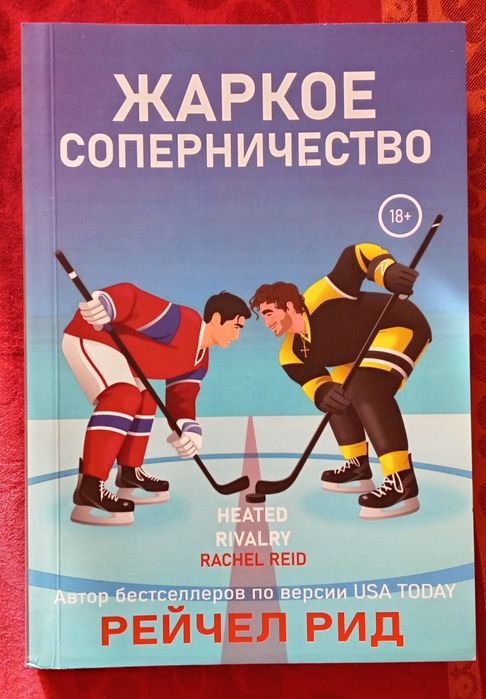 ЖАРКОЕ
СОПЕРНИЧЕСТВО
18+
HEATED
RIVALRY
RACHEL REID
Автор бестселлеров по версии USA TODAY
РЕЙЧЕЛ РИД